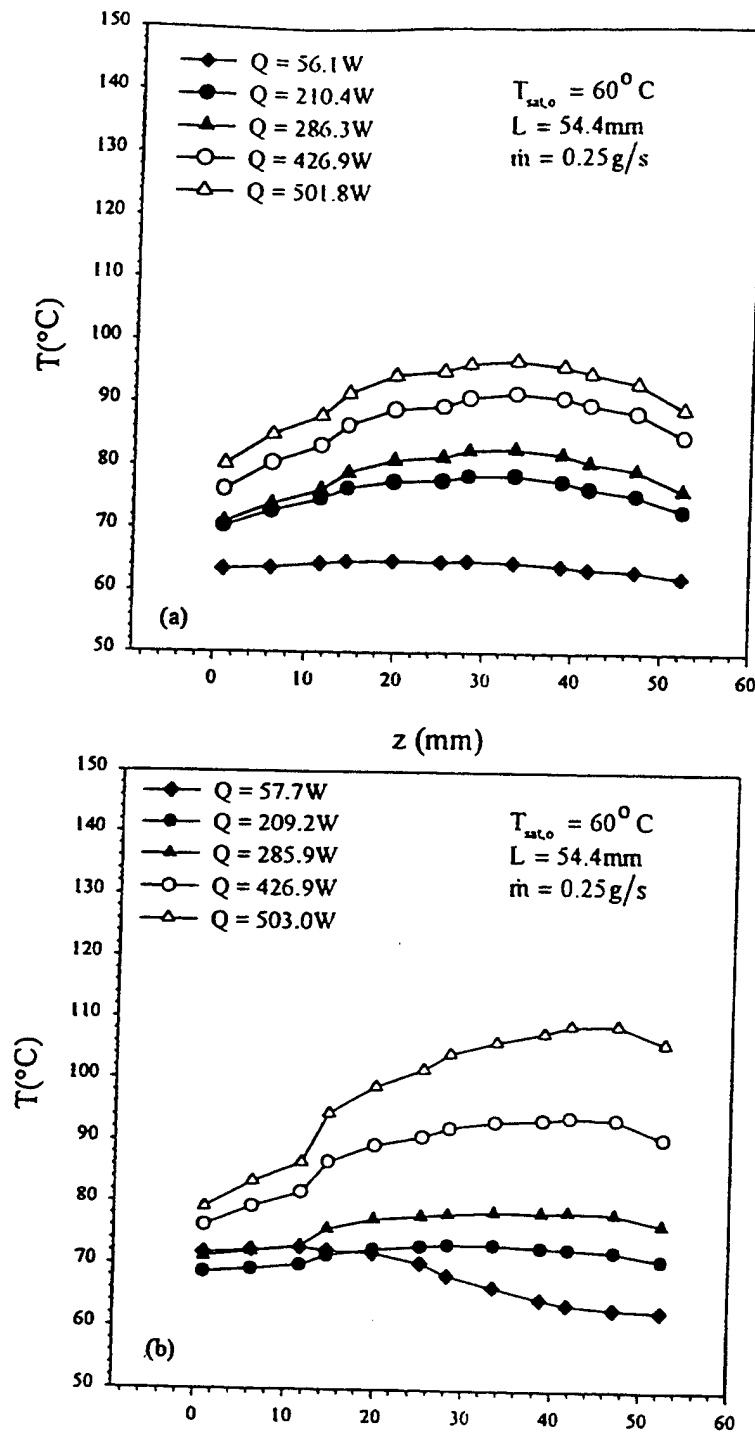 150
140
130
120
110
100
90
80
70
60
50
T(°C)
Q = 56.1W
Q = 210.4W
Q = 286.3W
Q = 426.9W
Q = 501.8W
Tsat,o = 60°C
L = 54.4mm
ṁ = 0.25g/s
(a)
0 10 20 30 40 50 60
z (mm)
150
140
130
120
110
100
90
80
70
60
50
T(°C)
Q = 57.7W
Q = 209.2W
Q = 285.9W
Q = 426.9W
Q = 503.0W
Tsat,o = 60°C
L = 54.4mm
ṁ = 0.25g/s
(b)
0 10 20 30 40 50 60